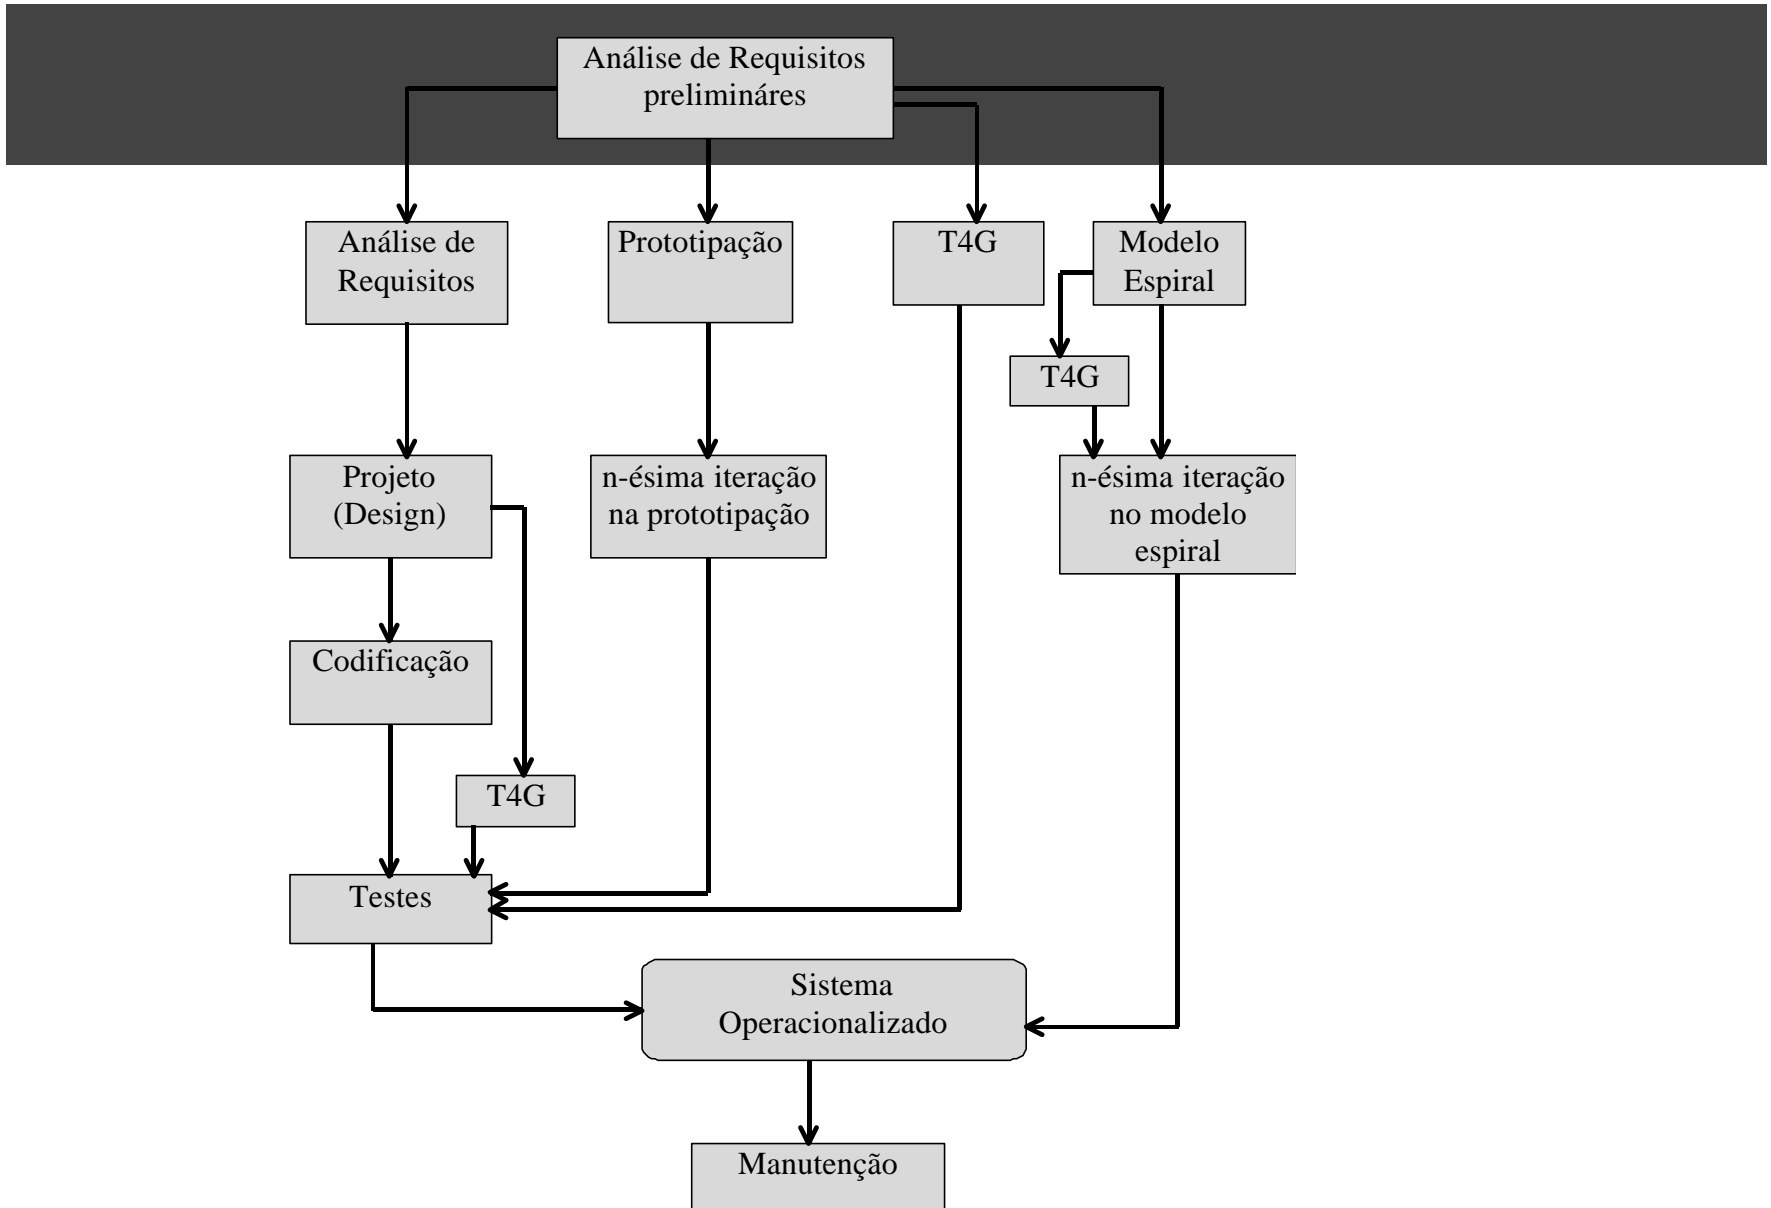 Análise de Requisitos
prelimináres
Análise de
Requisitos
Prototipação
T4G
Modelo
Espiral
T4G
Projeto
(Design)
n-ésima iteração
na prototipação
n-ésima iteração
no modelo
espiral
Codificação
T4G
Testes
Sistema
Operacionalizado
Manutenção